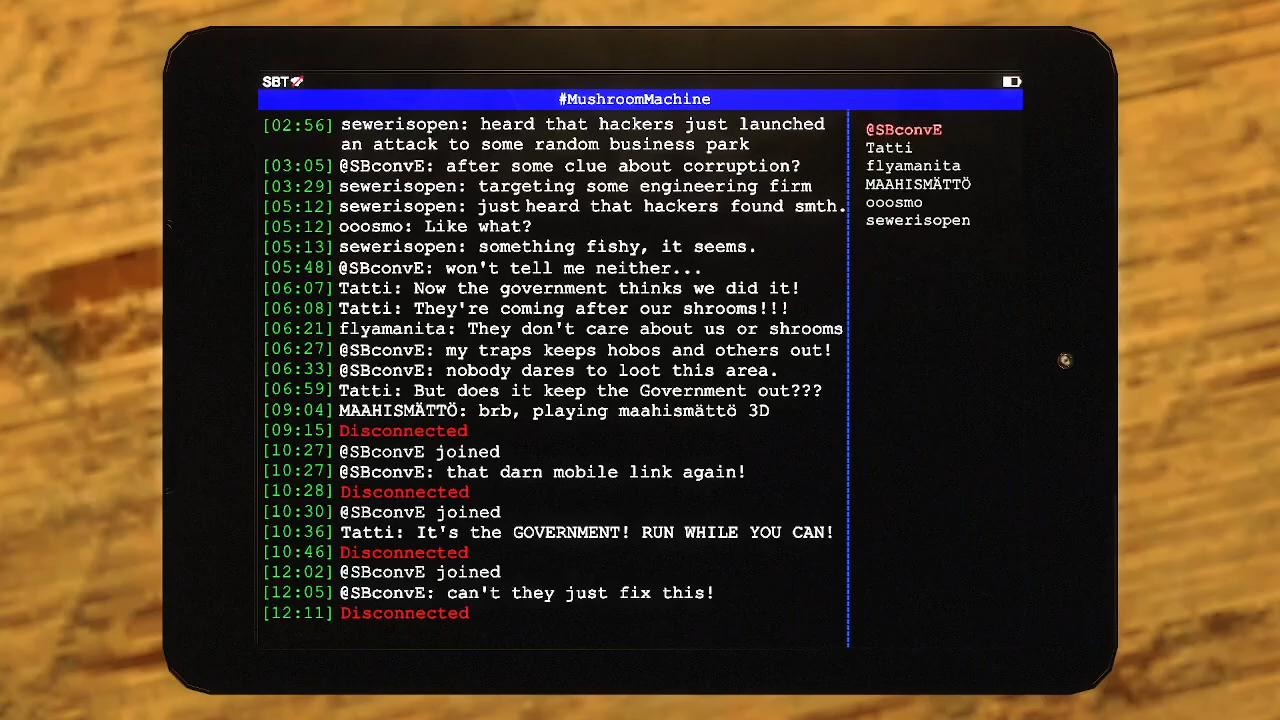 SBT
#MushroomMachine
[02:56] sewerisopen: heard that hackers just launched
an attack to some random business park
[03:05] @SBconvE: after some clue about corruption?
[03:29] sewerisopen: targeting some engineering firm
[05:12] sewerisopen: just heard that hackers found smth.
[05:12] ooosmo: Like what?
[05:13] sewerisopen: something fishy, it seems.
[05:48] @SBconvE: won't tell me neither...
[06:07] Tatti: Now the government thinks we did it!
[06:08] Tatti: They're coming after our shrooms!!!
[06:21] flyamanita: They don't care about us or shrooms
[06:27] @SBconvE: my traps keeps hobos and others out!
[06:33] @SBconvE: nobody dares to loot this area.
[06:59] Tatti: But does it keep the Government out???
[09:04] MAAHISMÄTTÖ: brb, playing maahismättö 3D
[09:15] Disconnected
[10:27] @SBconvE joined
[10:27] @SBconvE: that darn mobile link again!
[10:28] Disconnected
[10:30] @SBconvE joined
[10:36] Tatti: It's the GOVERNMENT! RUN WHILE YOU CAN!
[10:46] Disconnected
[12:02] @SBconvE joined
[12:05] @SBconvE: can't they just fix this!
[12:11] Disconnected
@SBconvE
Tatti
flyamanita
MAAHISMÄTTÖ
ooosmo
sewerisopen